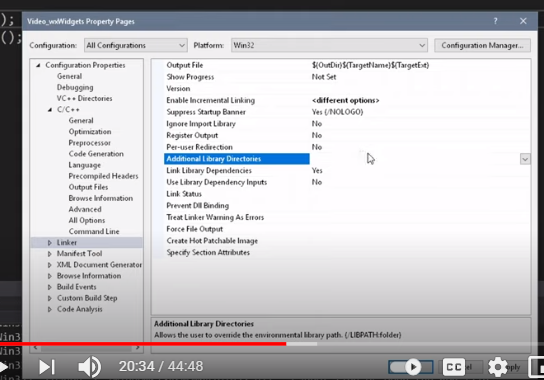 );
Video_wxWidgets Property Pages ? ×
();
Configuration: All Configurations Platform: Win32 Configuration Manager...
Configuration Properties
General
Debugging
VC++ Directories
C/C++
General
Optimization
Preprocessor
Code Generation
Language
Precompiled Headers
Output Files
Browse Information
Advanced
All Options
Command Line
Linker
Manifest Tool
XML Document Generator
Browse Information
Build Events
Custom Build Step
Code Analysis
Output File $(OutDir)$(TargetName)$(TargetExt)
Show Progress Not Set
Version
Enable Incremental Linking <different options>
Suppress Startup Banner Yes (/NOLOGO)
Ignore Import Library No
Register Output No
Per-user Redirection No
Additional Library Directories
Link Library Dependencies Yes
Use Library Dependency Inputs No
Link Status
Prevent Dll Binding
Treat Linker Warning As Errors
Force File Output
Create Hot Patchable Image
Specify Section Attributes
Additional Library Directories
Allows the user to override the environmental library path. (/LIBPATH:folder)
Win3
Win3
20:34 / 44:48 CC